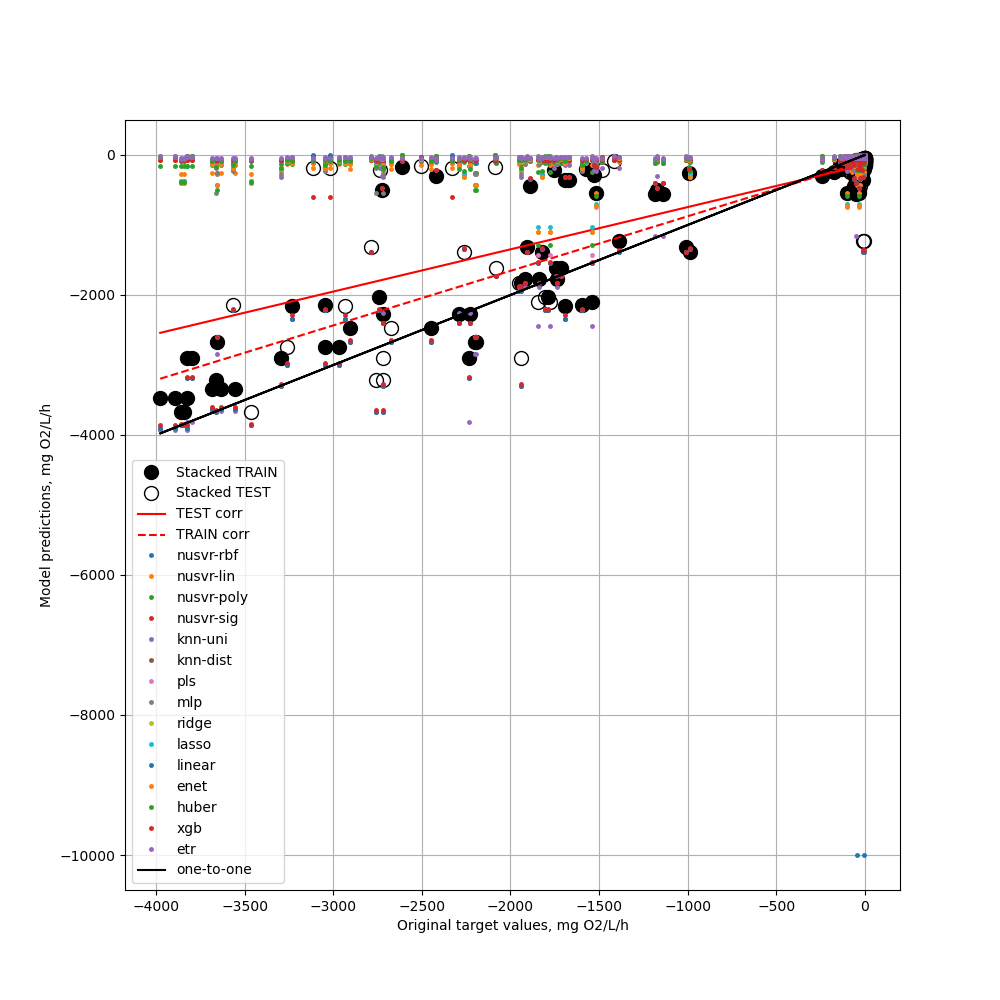 0
−2000
−4000
−6000
−8000
−10000
Model predictions, mg O2/L/h
Stacked TRAIN
Stacked TEST
TEST corr
TRAIN corr
nusvr-rbf
nusvr-lin
nusvr-poly
nusvr-sig
knn-uni
knn-dist
pls
mlp
ridge
lasso
linear
enet
huber
xgb
etr
one-to-one
−4000 −3500 −3000 −2500 −2000 −1500 −1000 −500 0
Original target values, mg O2/L/h